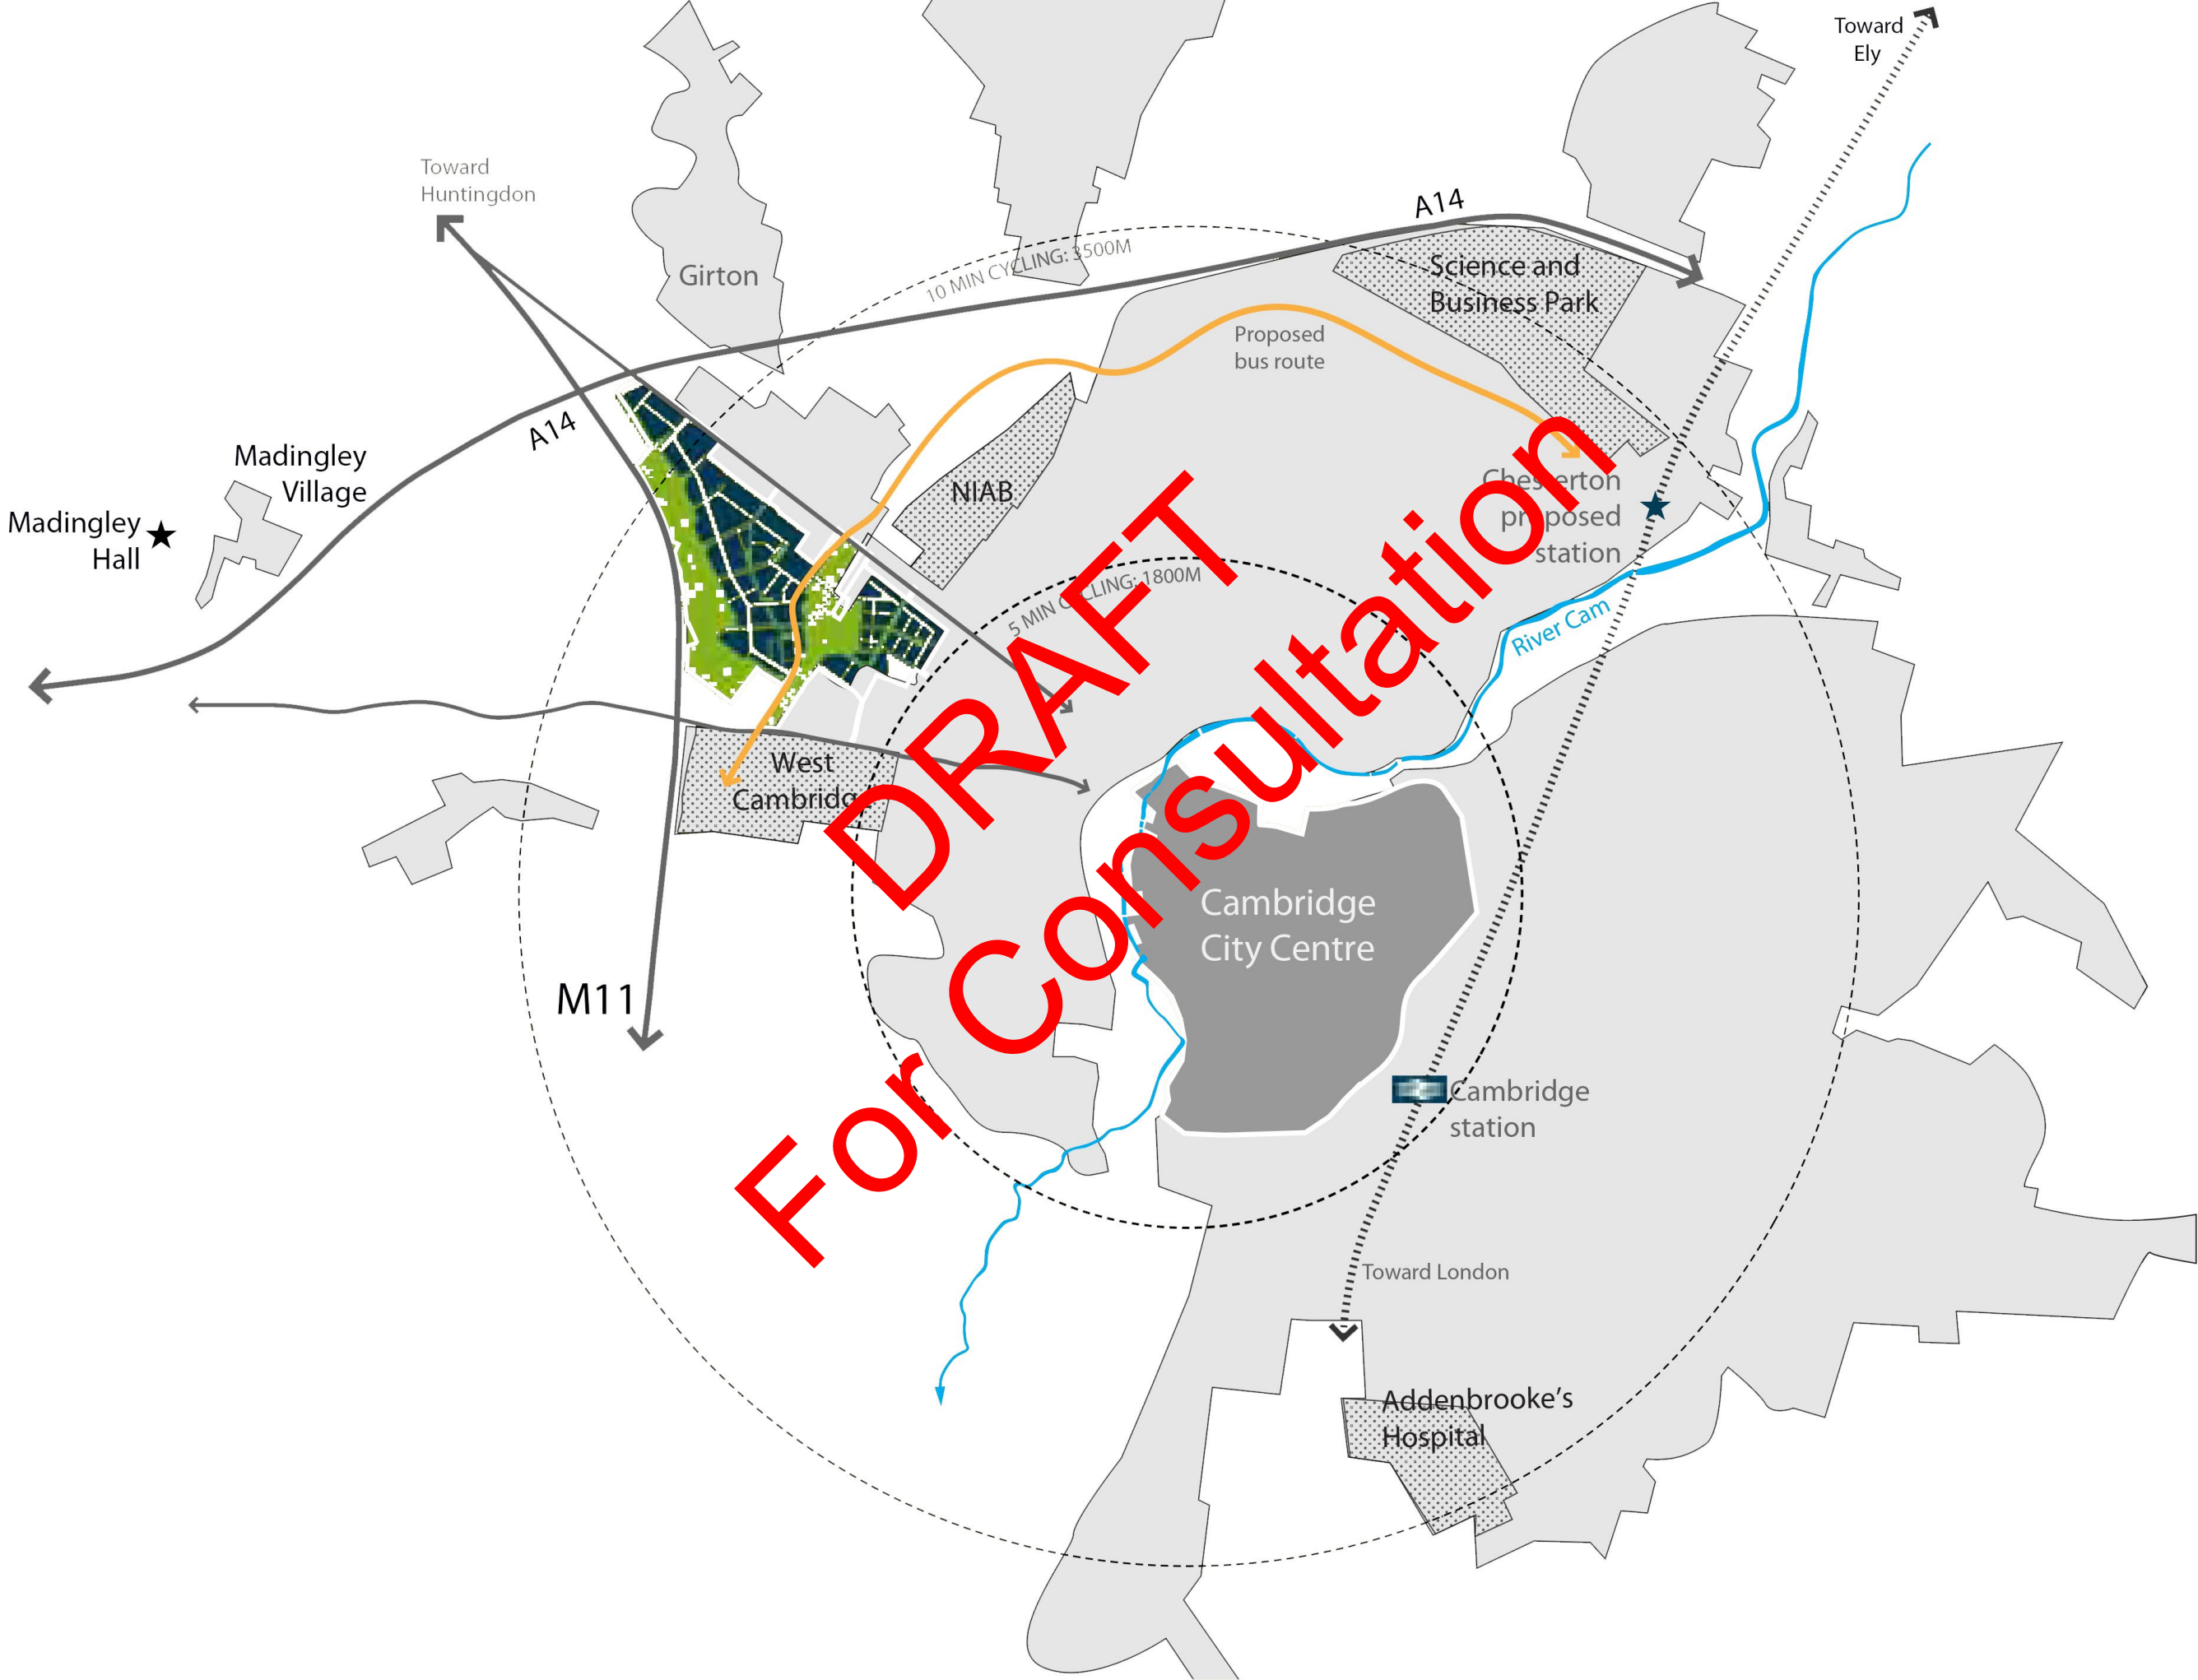 Toward
Ely
Toward
Huntingdon
A14
Girton
10 MIN CYCLING: 3500M
Science and
Business Park
Proposed
bus route
A14
Madingley
Village
NIAB
Chesterton
proposed
station
Madingley
Hall
5 MIN CYCLING: 1800M
River Cam
West
Cambridge
DRAFT
For Consultation
Cambridge
City Centre
M11
Cambridge
station
Toward London
Addenbrooke's
Hospital